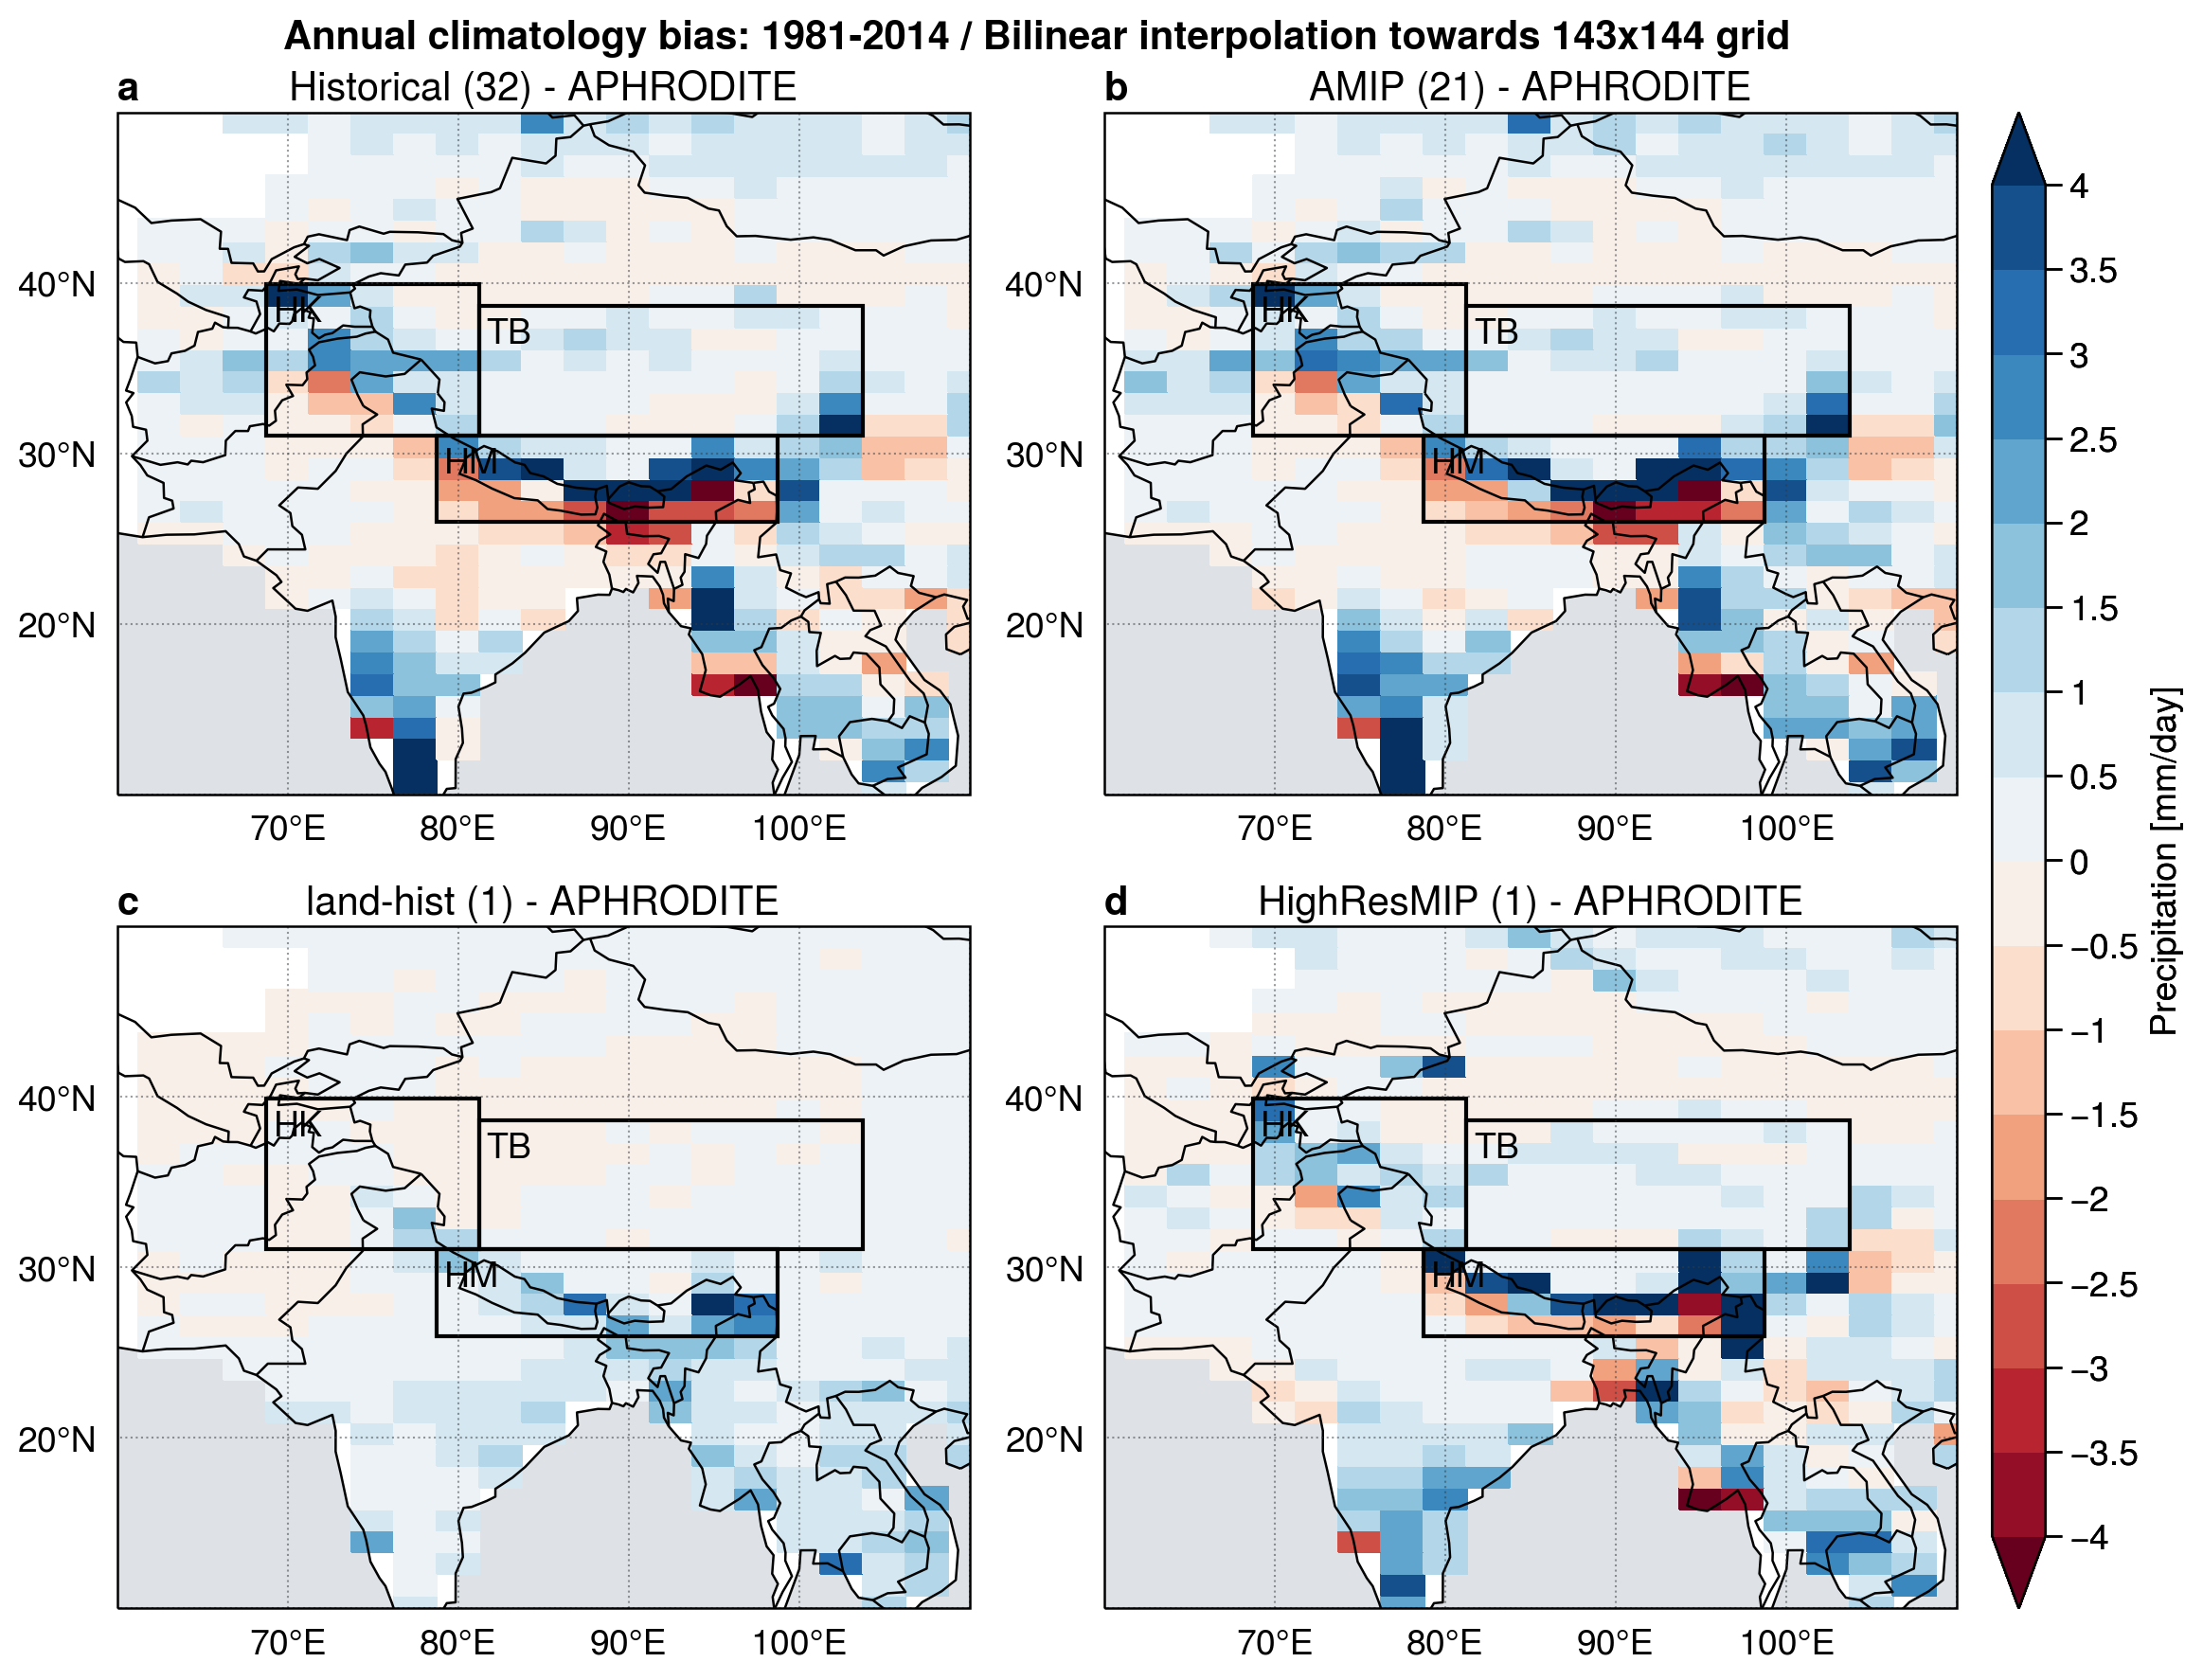 Annual climatology bias: 1981-2014 / Bilinear interpolation towards 143x144 grid
a
Historical (32) - APHRODITE
40°N
30°N
20°N
70°E
80°E
90°E
100°E
HK
TB
HM
b
AMIP (21) - APHRODITE
40°N
30°N
20°N
70°E
80°E
90°E
100°E
HK
TB
HM
c
land-hist (1) - APHRODITE
40°N
30°N
20°N
70°E
80°E
90°E
100°E
HK
TB
HM
d
HighResMIP (1) - APHRODITE
40°N
30°N
20°N
70°E
80°E
90°E
100°E
HK
TB
HM
4
3.5
3
2.5
2
1.5
1
0.5
0
−0.5
−1
−1.5
−2
−2.5
−3
−3.5
−4
Precipitation [mm/day]